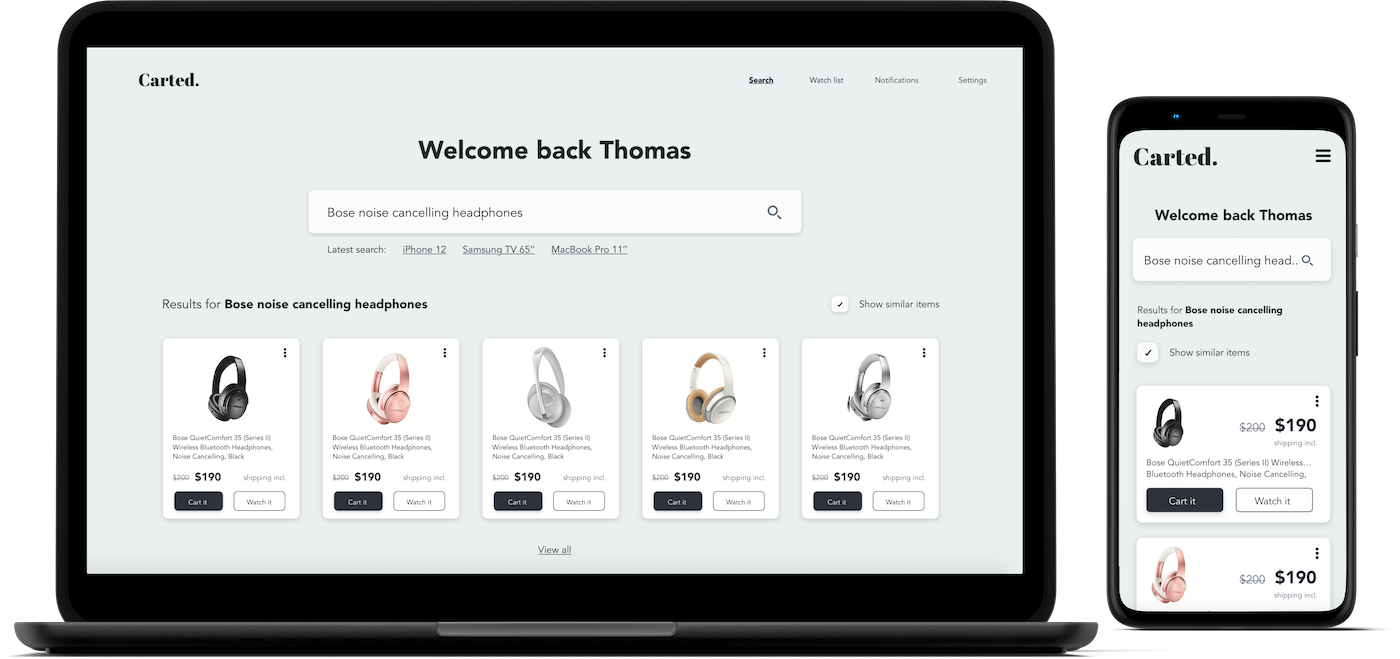 Carted.
Search Watch list Notifications Settings
Welcome back Thomas
Bose noise cancelling headphones
Latest search: iPhone 12 Samsung TV 65’’ MacBook Pro 11’’
Results for Bose noise cancelling headphones
Show similar items
Bose QuietComfort 35 (Series II)
Wireless Bluetooth Headphones,
Noise Cancelling, Black
$200 $190 shipping incl.
Cart it Watch it
Bose QuietComfort 35 (Series II)
Wireless Bluetooth Headphones,
Noise Cancelling, Black
$200 $190 shipping incl.
Cart it Watch it
Bose QuietComfort 35 (Series II)
Wireless Bluetooth Headphones,
Noise Cancelling, Black
$200 $190 shipping incl.
Cart it Watch it
Bose QuietComfort 35 (Series II)
Wireless Bluetooth Headphones,
Noise Cancelling, Black
$200 $190 shipping incl.
Cart it Watch it
Bose QuietComfort 35 (Series II)
Wireless Bluetooth Headphones,
Noise Cancelling, Black
$200 $190 shipping incl.
Cart it Watch it
View all
Carted.
Welcome back Thomas
Bose noise cancelling head..
Results for Bose noise cancelling
headphones
Show similar items
$200 $190
shipping incl.
Bose QuietComfort 35 (Series II) Wireless...
Bluetooth Headphones, Noise Cancelling,
Cart it Watch it
$200 $190
shipping incl.